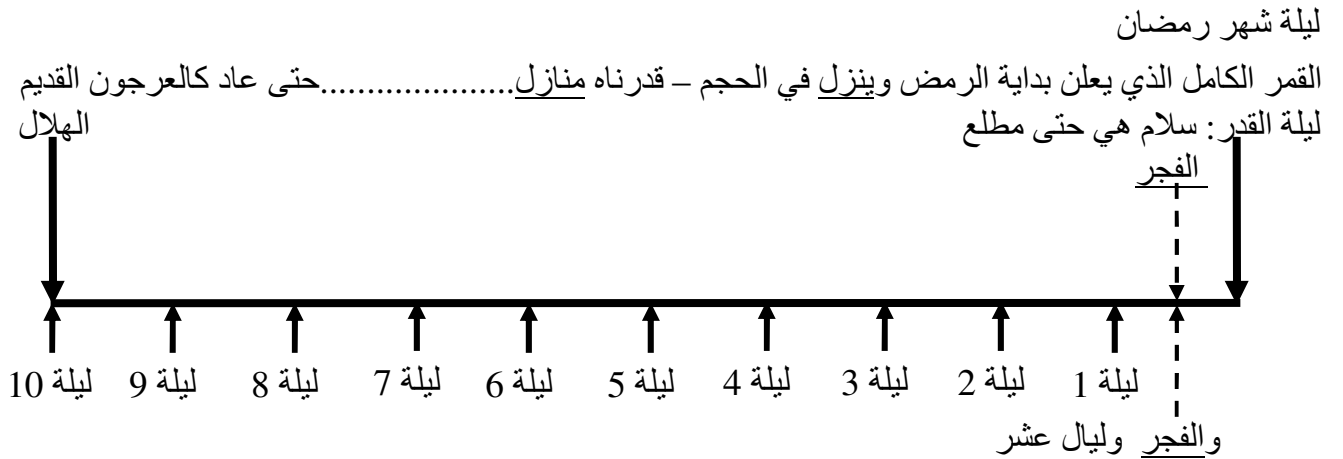 ليلة شهر رمضان
القمر الكامل الذي يعلن بداية الرمض وينزل في الحجم – قدرناه منازل.....................حتى عاد كالعرجون القديم
ليلة القدر: سلام هي حتى مطلع الهلال
الفجر
ليلة 1 ليلة 2 ليلة 3 ليلة 4 ليلة 5 ليلة 6 ليلة 7 ليلة 8 ليلة 9 ليلة 10
والفجر وليال عشر